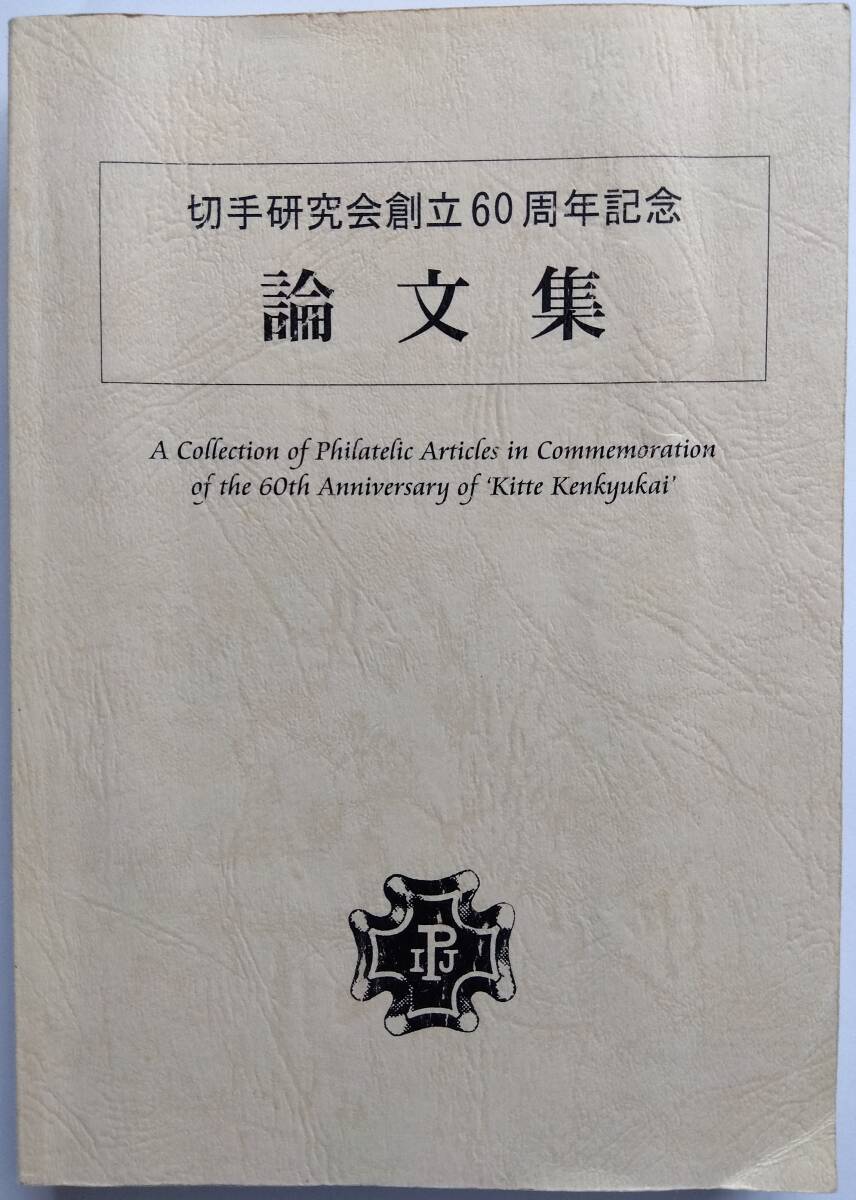 切手研究会創立60周年記念
論文集
A Collection of Philatelic Articles in Commemoration
of the 60th Anniversary of 'Kitte Kenkyukai'
IPJ